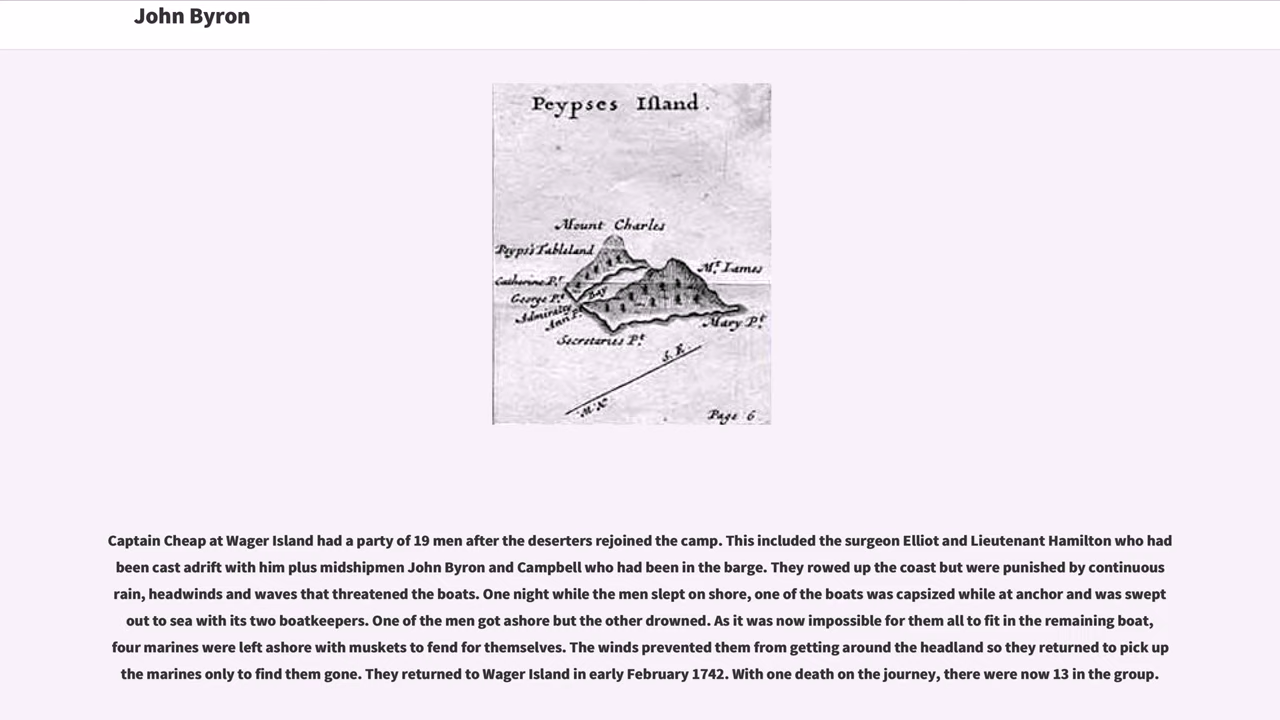 John Byron
Peypses Iſland.
Mount Charles
Peyps's Tableland
Mt. Iames
Catherine Pt.
George Pt.
Bay
Admiralty
Ann Pt.
Mary Pt.
Secretaries Pt.
S. E.
Page 6
Captain Cheap at Wager Island had a party of 19 men after the deserters rejoined the camp. This included the surgeon Elliot and Lieutenant Hamilton who had
been cast adrift with him plus midshipmen John Byron and Campbell who had been in the barge. They rowed up the coast but were punished by continuous
rain, headwinds and waves that threatened the boats. One night while the men slept on shore, one of the boats was capsized while at anchor and was swept
out to sea with its two boatkeepers. One of the men got ashore but the other drowned. As it was now impossible for them all to fit in the remaining boat,
four marines were left ashore with muskets to fend for themselves. The winds prevented them from getting around the headland so they returned to pick up
the marines only to find them gone. They returned to Wager Island in early February 1742. With one death on the journey, there were now 13 in the group.